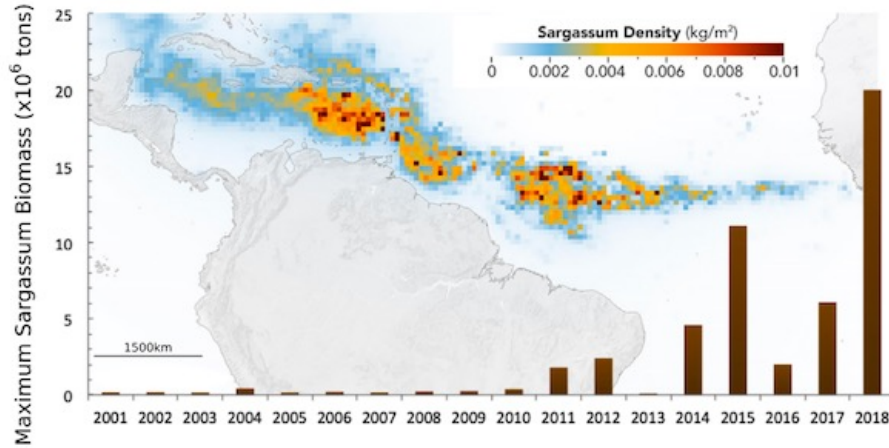 Sargassum Density (kg/m²)
0 0.002 0.004 0.006 0.008 0.01
Maximum Sargassum Biomass (x10⁶ tons)
25
20
15
10
5
0
1500km
2001 2002 2003 2004 2005 2006 2007 2008 2009 2010 2011 2012 2013 2014 2015 2016 2017 2018